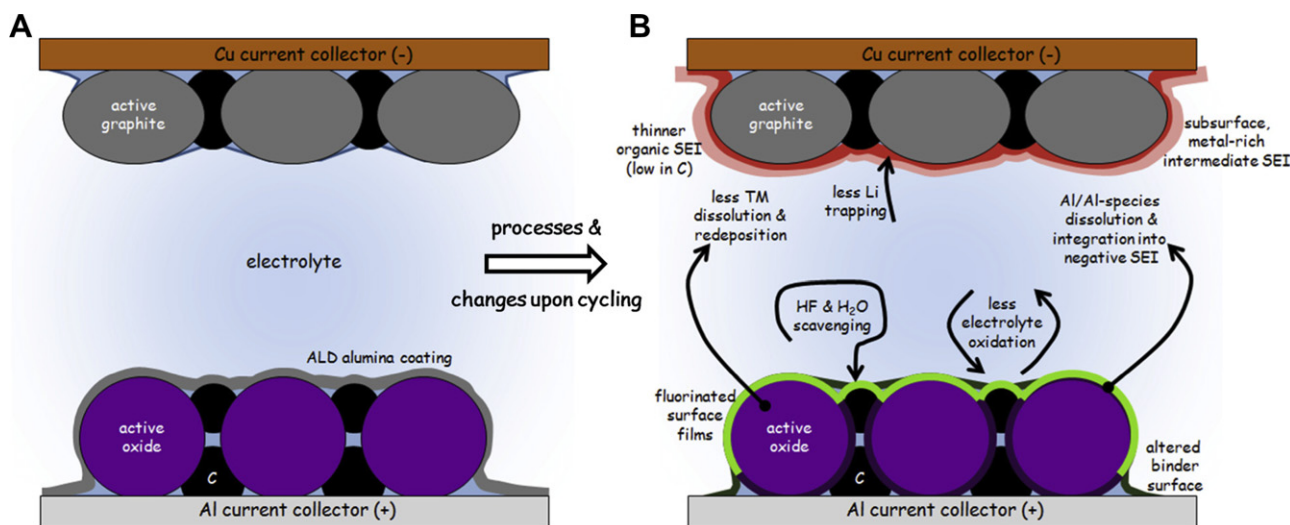 A
Cu current collector (-)
active
graphite
electrolyte
ALD alumina coating
active
oxide
C
Al current collector (+)
processes &
changes upon cycling
B
Cu current collector (-)
active
graphite
thinner
organic SEI
(low in C)
subsurface,
metal-rich
intermediate SEI
less TM
dissolution &
redeposition
less Li
trapping
Al/Al-species
dissolution &
integration into
negative SEI
HF & H₂O
scavenging
less
electrolyte
oxidation
fluorinated
surface
films
active
oxide
C
altered
binder
surface
Al current collector (+)